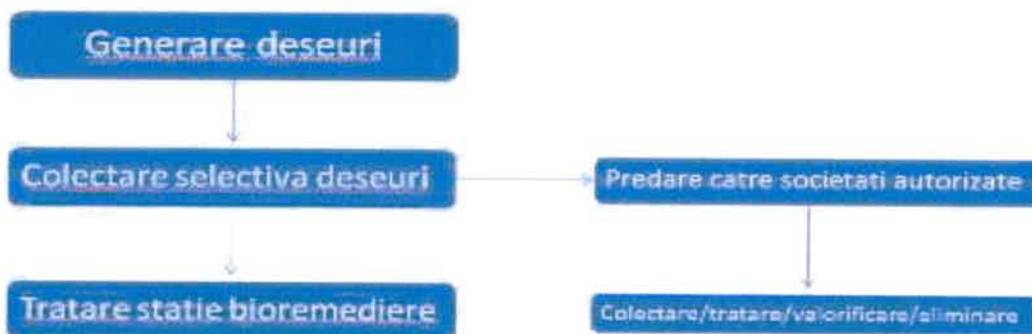 Generare deseuri
Colectare selectiva deseuri
Predare catre societati autorizate
Tratare statie bioremediere
Colectare/tratare/valorificare/eliminare